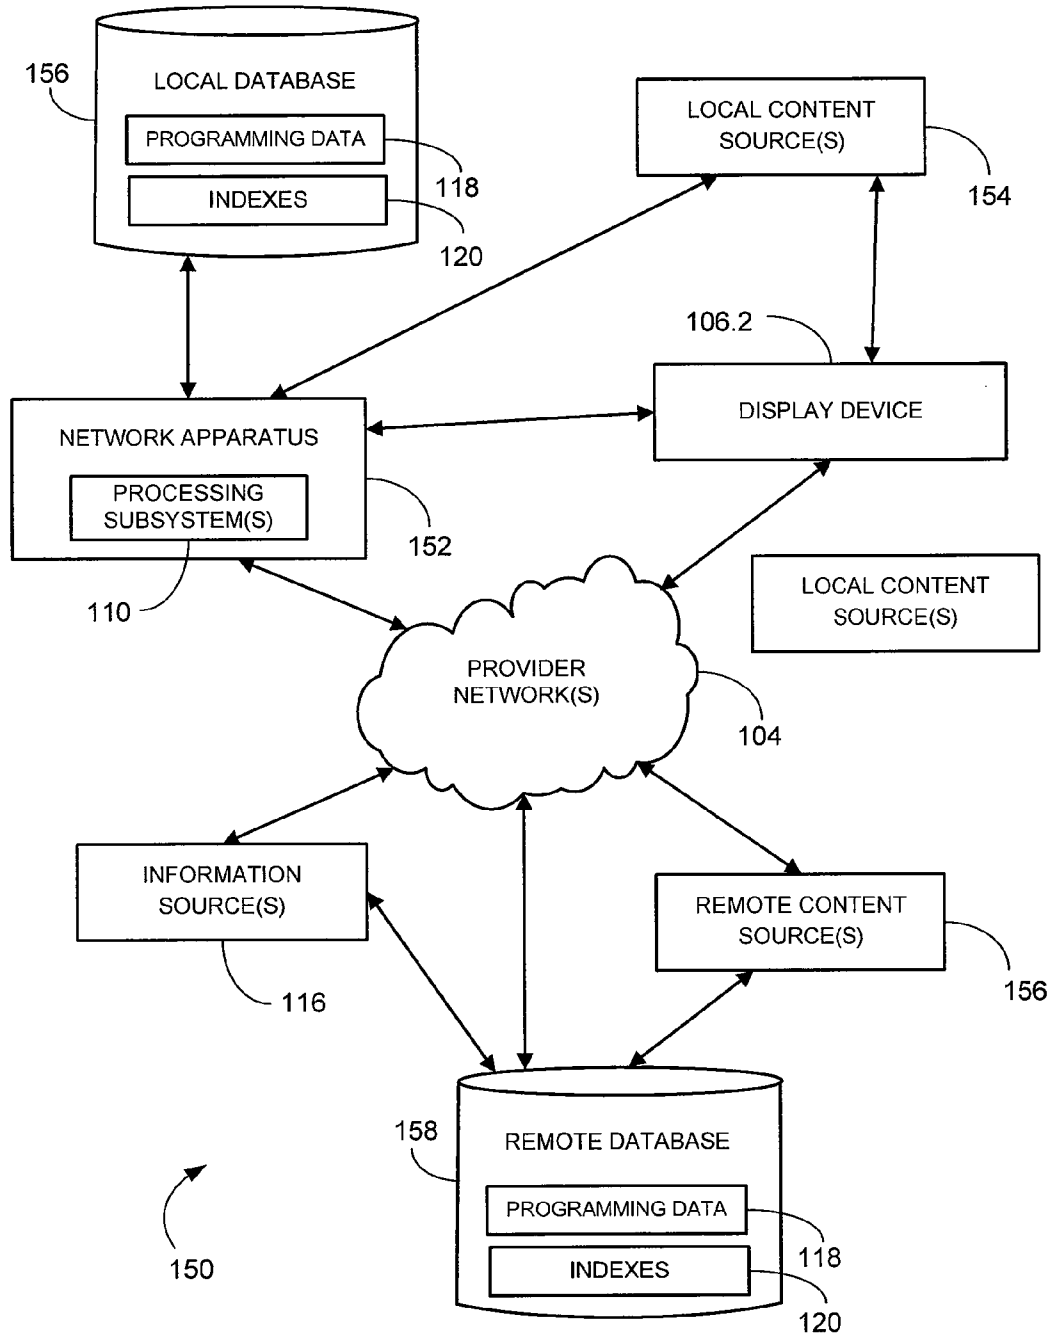 156
LOCAL DATABASE
PROGRAMMING DATA
118
INDEXES
120
LOCAL CONTENT
SOURCE(S)
154
106.2
DISPLAY DEVICE
NETWORK APPARATUS
PROCESSING
SUBSYSTEM(S)
152
110
LOCAL CONTENT
SOURCE(S)
PROVIDER
NETWORK(S)
104
INFORMATION
SOURCE(S)
116
REMOTE CONTENT
SOURCE(S)
156
158
REMOTE DATABASE
PROGRAMMING DATA
118
INDEXES
120
150